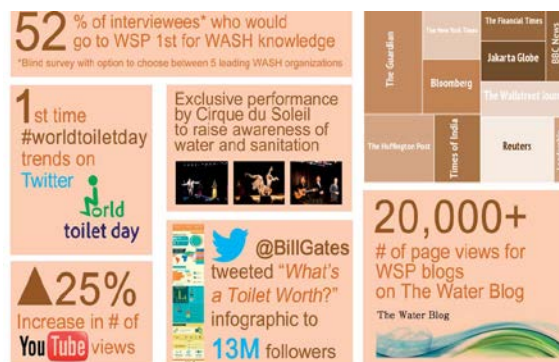 52 % of interviewees* who would
go to WSP 1st for WASH knowledge
*Blind survey with option to choose between 5 leading WASH organizations
1st time
#worldtoiletday
trends on
Twitter
World
toilet day
Exclusive performance
by Cirque du Soleil
to raise awareness of
water and sanitation
▲25%
Increase in # of
YouTube views
@BillGates
tweeted “What's
a Toilet Worth?”
infographic to
13M followers
The Guardian
The New York Times
The Financial Times
BBC News
Bloomberg
Jakarta Globe
The Wallstreet Jour
The Huffington Post
Times of India
Reuters
20,000+
# of page views for
WSP blogs
on The Water Blog
The Water Blog